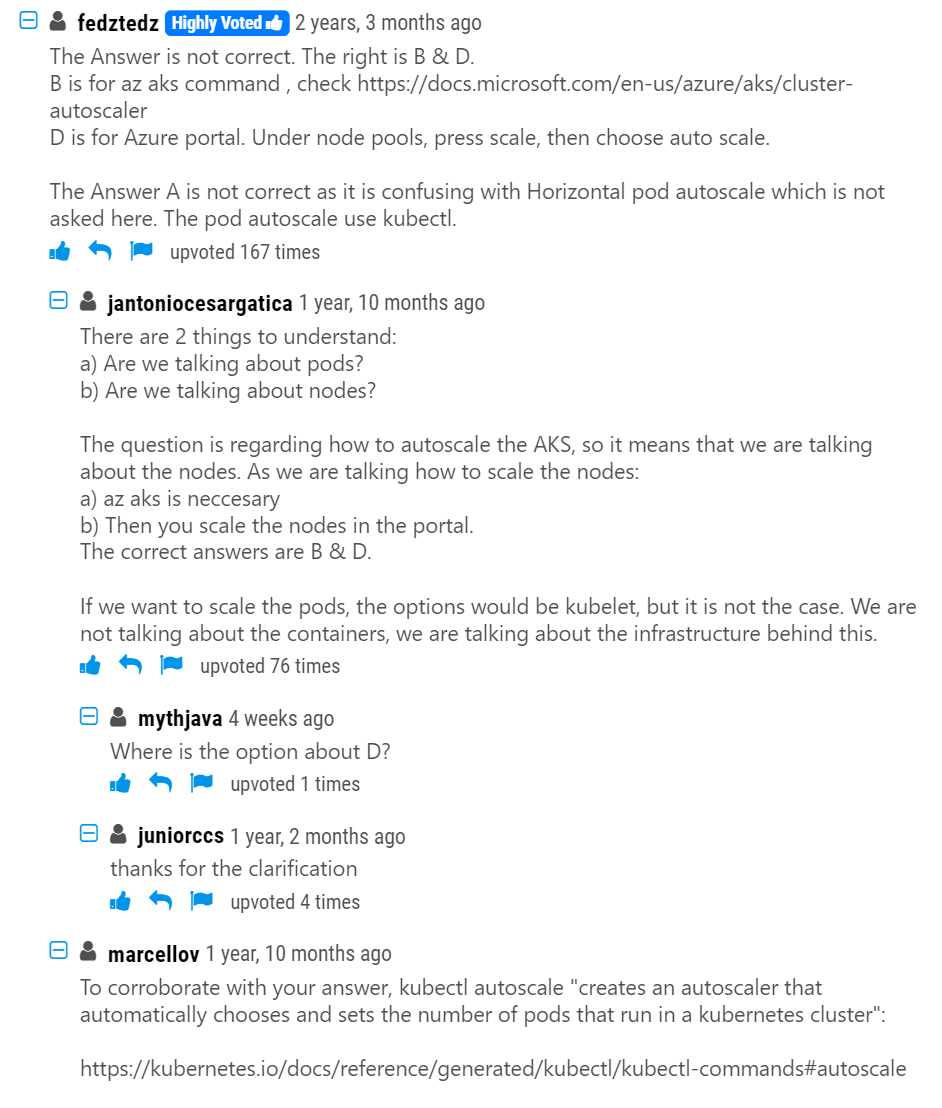 fedztedz Highly Voted 2 years, 3 months ago
The Answer is not correct. The right is B & D.
B is for az aks command , check https://docs.microsoft.com/en-us/azure/aks/cluster-
autoscaler
D is for Azure portal. Under node pools, press scale, then choose auto scale.
The Answer A is not correct as it is confusing with Horizontal pod autoscale which is not
asked here. The pod autoscale use kubectl.
upvoted 167 times
jantoniocesargatica 1 year, 10 months ago
There are 2 things to understand:
a) Are we talking about pods?
b) Are we talking about nodes?
The question is regarding how to autoscale the AKS, so it means that we are talking
about the nodes. As we are talking how to scale the nodes:
a) az aks is neccesary
b) Then you scale the nodes in the portal.
The correct answers are B & D.
If we want to scale the pods, the options would be kubelet, but it is not the case. We are
not talking about the containers, we are talking about the infrastructure behind this.
upvoted 76 times
mythjava 4 weeks ago
Where is the option about D?
upvoted 1 times
juniorccs 1 year, 2 months ago
thanks for the clarification
upvoted 4 times
marcellov 1 year, 10 months ago
To corroborate with your answer, kubectl autoscale "creates an autoscaler that
automatically chooses and sets the number of pods that run in a kubernetes cluster":
https://kubernetes.io/docs/reference/generated/kubectl/kubectl-commands#autoscale